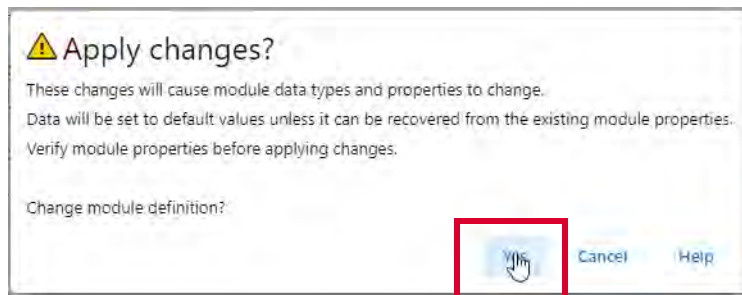 Apply changes?
These changes will cause module data types and properties to change.
Data will be set to default values unless it can be recovered from the existing module properties.
Verify module properties before applying changes.
Change module definition?
Yes Cancel Help